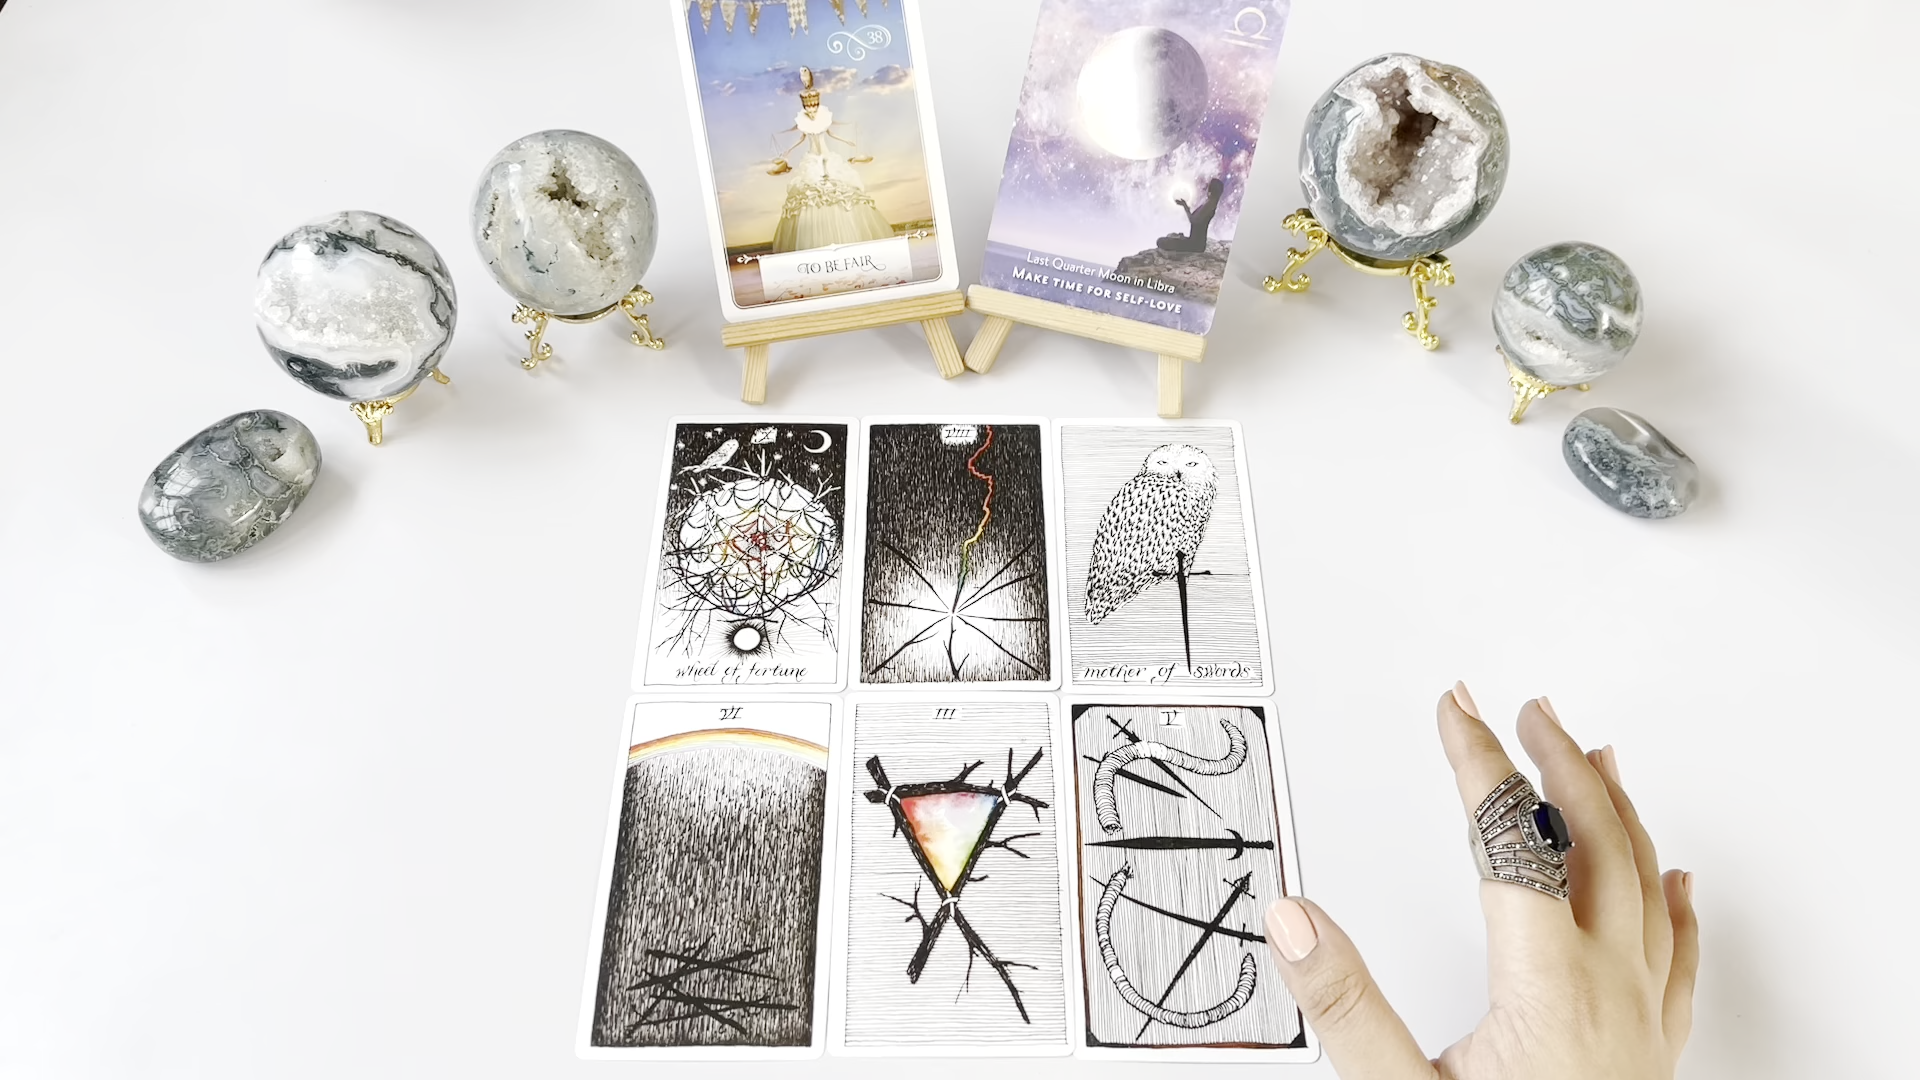 38
TO BE FAIR
Last Quarter Moon in Libra
MAKE TIME FOR SELF-LOVE
X
wheel of fortune
VIII
mother of swords
VI
III
V